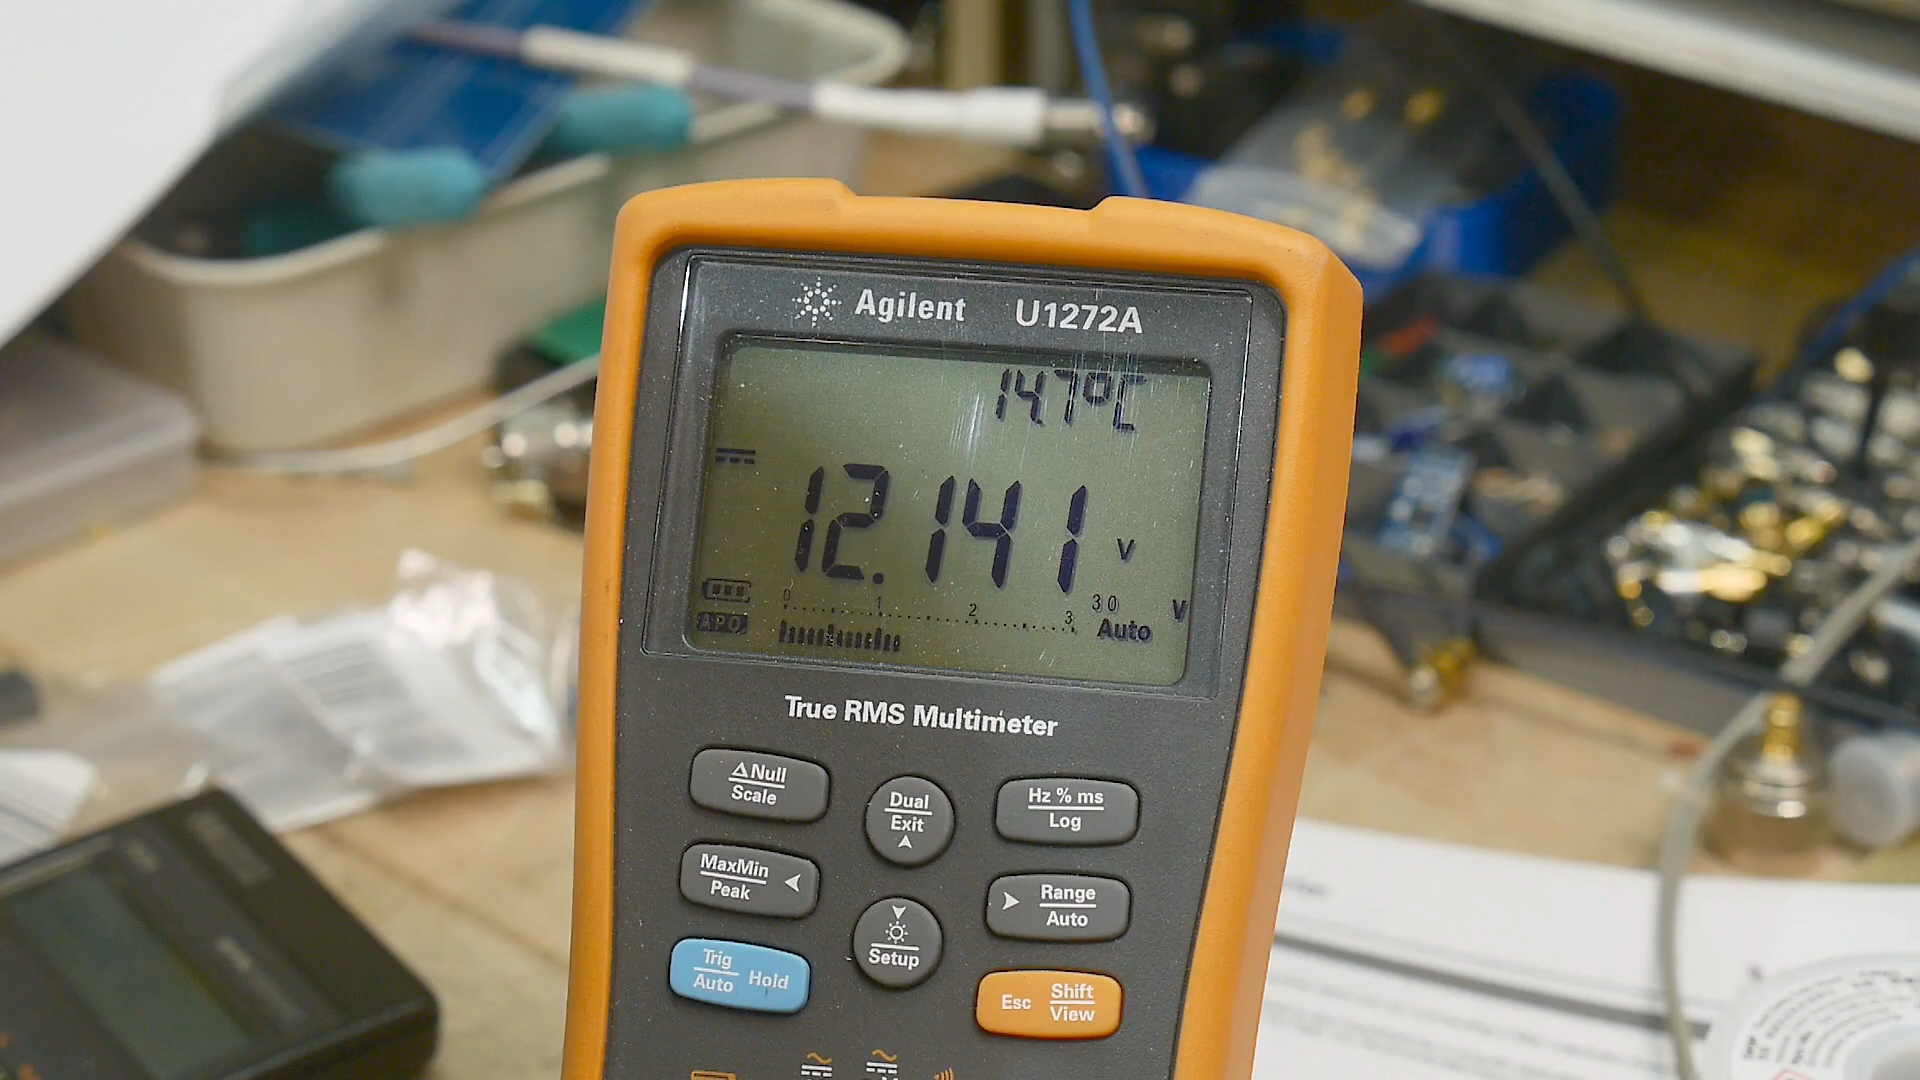 Agilent U1272A
14.7°C
12.141 V
0 1 2 3 30 V
APO Auto
True RMS Multimeter
ΔNull
Scale
Dual
Exit
Hz % ms
Log
MaxMin
Peak
Range
Auto
Setup
Trig
Auto Hold
Esc Shift
View